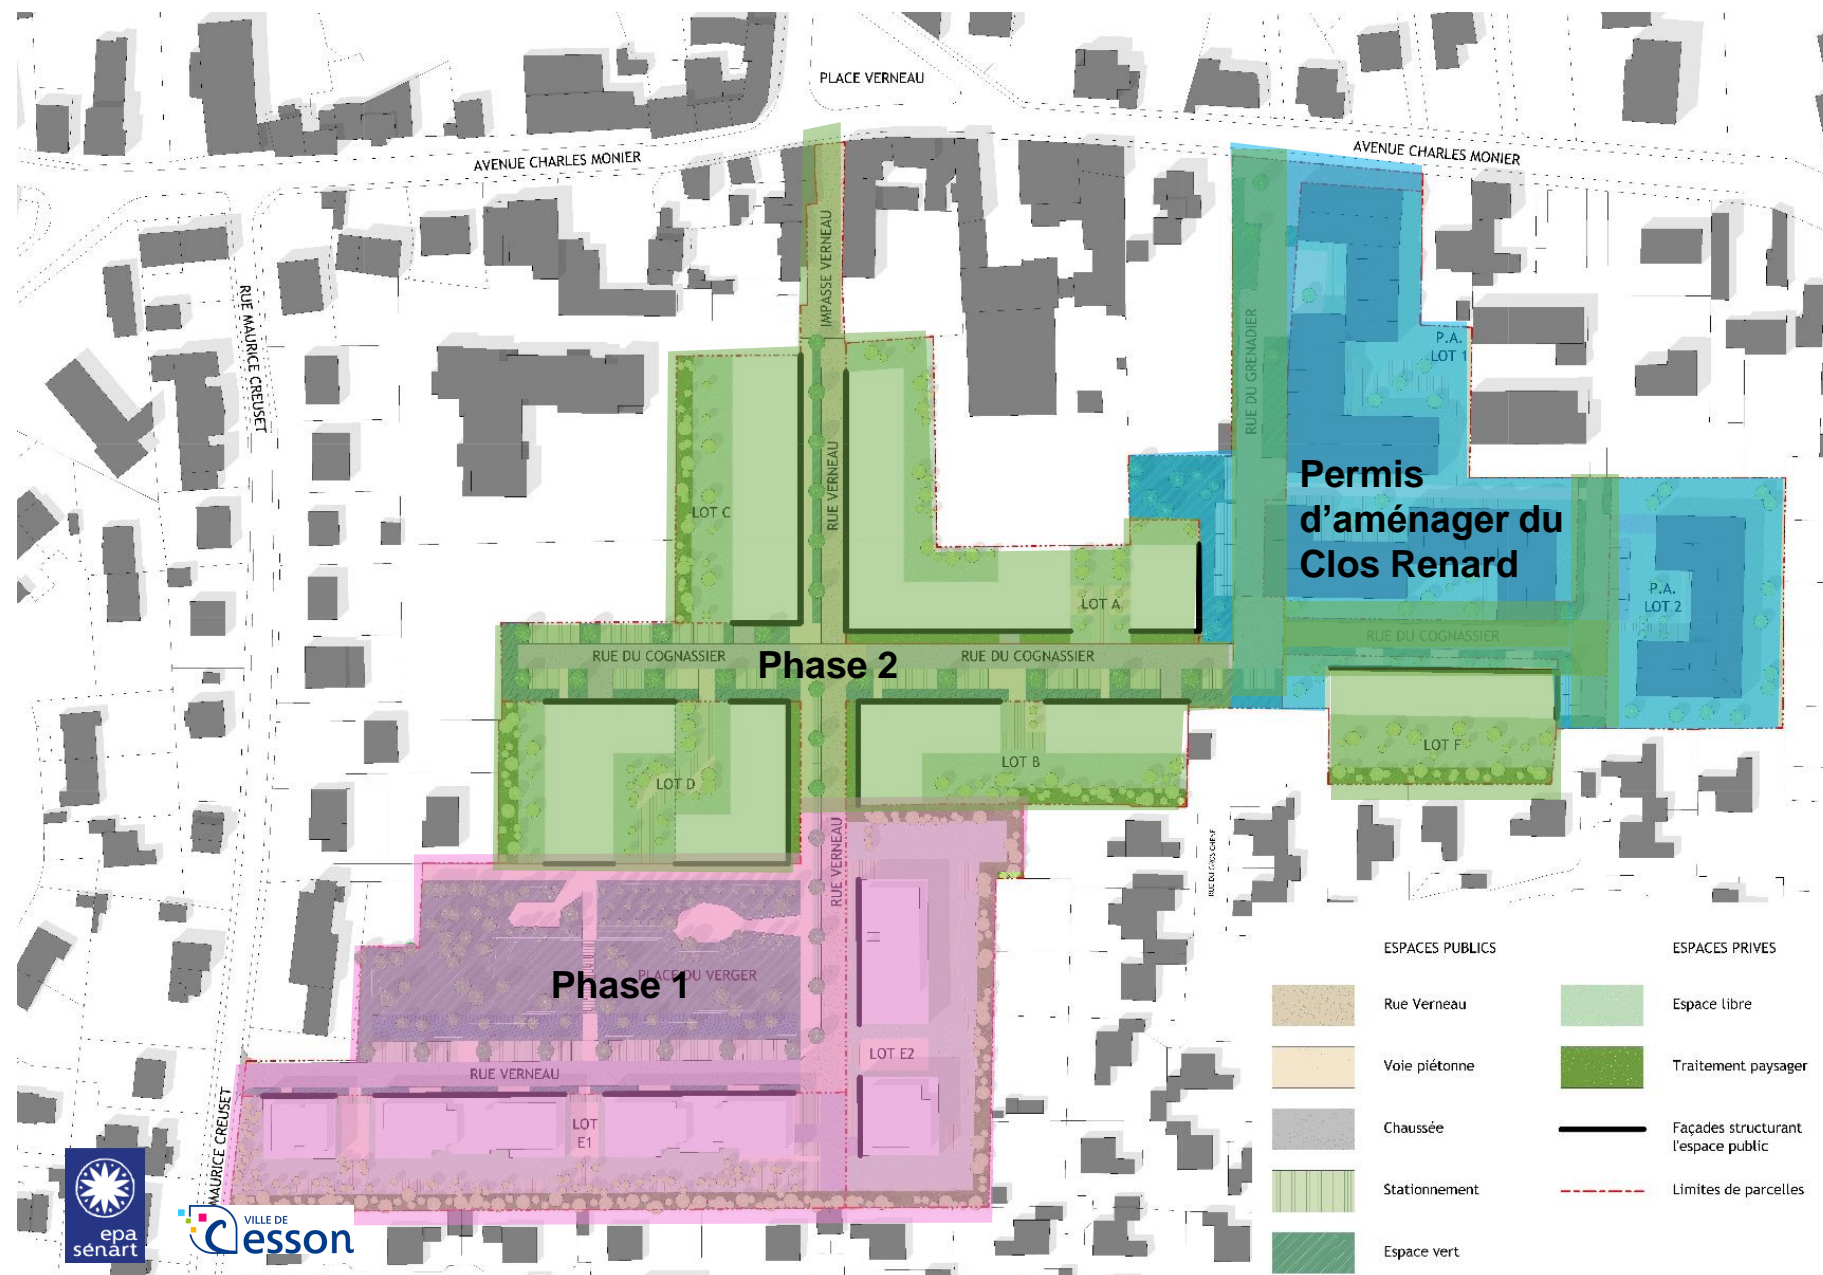 PLACE VERNEAU
AVENUE CHARLES MONIER
AVENUE CHARLES MONIER
IMPASSE VERNEAU
RUE MAURICE CREUSET
RUE DU GRENADIER
P.A.
LOT 1
RUE VERNEAU
LOT C
Permis
d’aménager du
Clos Renard
LOT A
P.A.
LOT 2
RUE DU COGNASSIER
RUE DU COGNASSIER
RUE DU COGNASSIER
Phase 2
LOT D
LOT B
LOT F
RUE VERNEAU
RUE DU GROS CHENE
PLACE DU VERGER
Phase 1
LOT E2
RUE VERNEAU
LOT
E1
MAURICE CREUSET
ESPACES PUBLICS
Rue Verneau
Voie piétonne
Chaussée
Stationnement
Espace vert
ESPACES PRIVES
Espace libre
Traitement paysager
Façades structurant
l'espace public
Limites de parcelles
epa
sénart
VILLE DE
Cesson